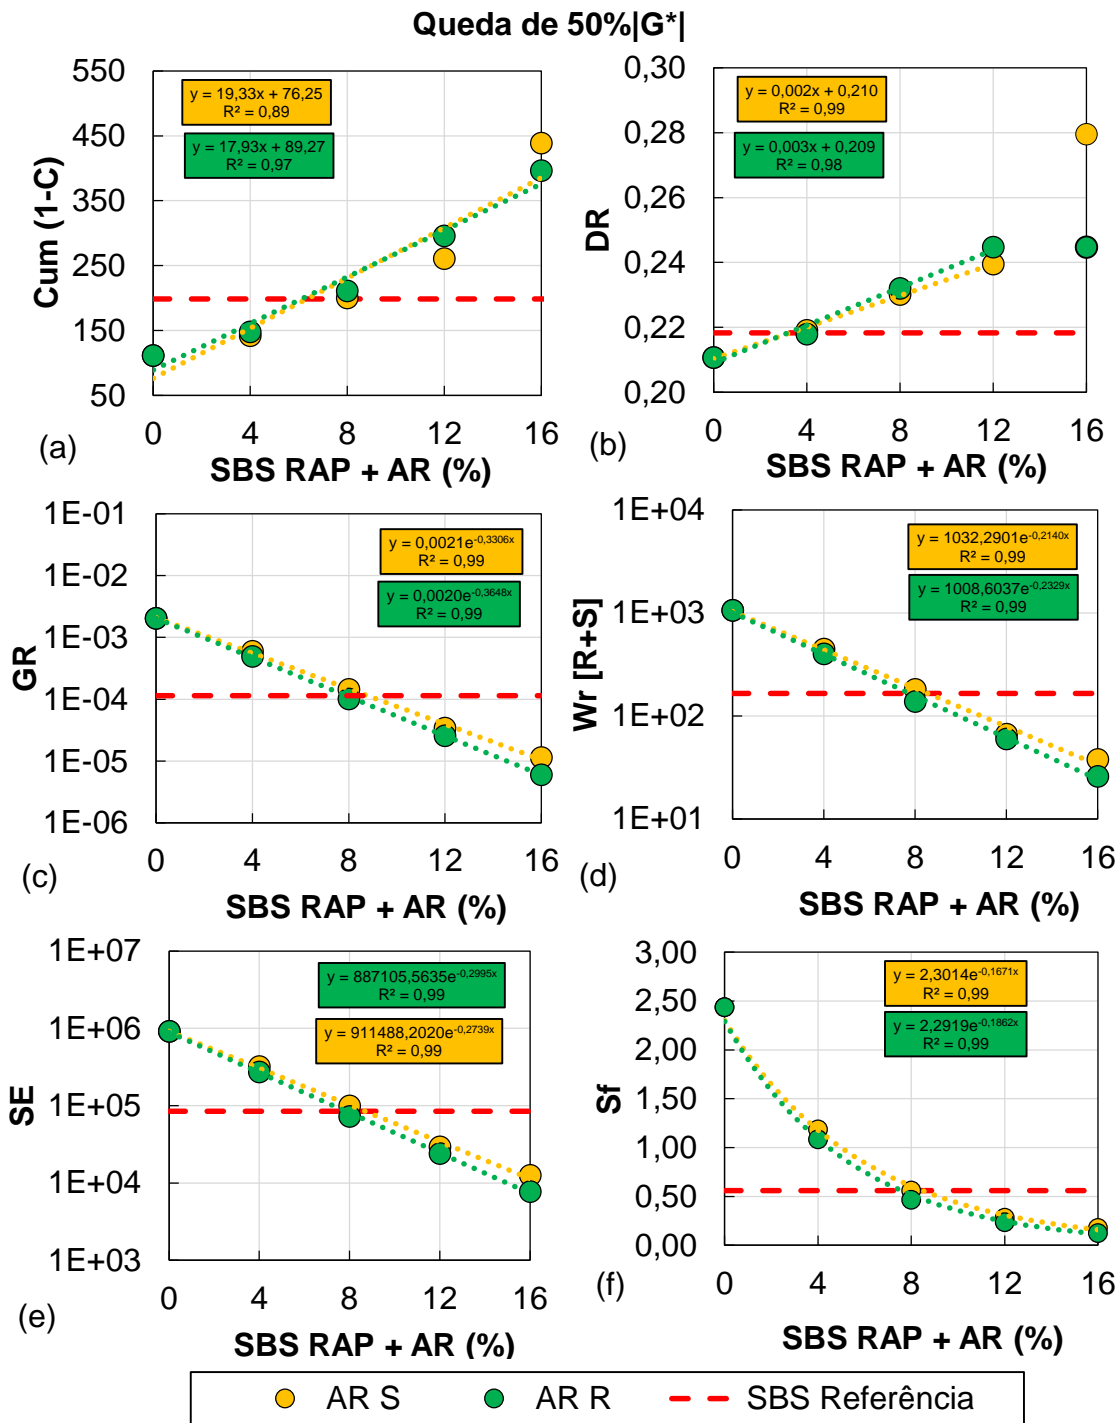 Queda de 50%|G*|
550
450
350
250
150
50
Cum (1-C)
y = 19,33x + 76,25
R² = 0,89
y = 17,93x + 89,27
R² = 0,97
0 4 8 12 16
(a)
SBS RAP + AR (%)
0,30
0,28
0,26
0,24
0,22
0,20
DR
y = 0,002x + 0,210
R² = 0,99
y = 0,003x + 0,209
R² = 0,98
0 4 8 12 16
(b)
SBS RAP + AR (%)
1E-01
1E-02
1E-03
1E-04
1E-05
1E-06
GR
y = 0,0021e^-0,3306x
R² = 0,99
y = 0,0020e^-0,3648x
R² = 0,99
0 4 8 12 16
(c)
SBS RAP + AR (%)
1E+04
1E+03
1E+02
1E+01
Wr [R+S]
y = 1032,2901e^-0,2140x
R² = 0,99
y = 1008,6037e^-0,2329x
R² = 0,99
0 4 8 12 16
(d)
SBS RAP + AR (%)
1E+07
1E+06
1E+05
1E+04
1E+03
SE
y = 887105,5635e^-0,2995x
R² = 0,99
y = 911488,2020e^-0,2739x
R² = 0,99
0 4 8 12 16
(e)
SBS RAP + AR (%)
3,00
2,50
2,00
1,50
1,00
0,50
0,00
Sf
y = 2,3014e^-0,1671x
R² = 0,99
y = 2,2919e^-0,1862x
R² = 0,99
0 4 8 12 16
(f)
SBS RAP + AR (%)
AR S AR R SBS Referência